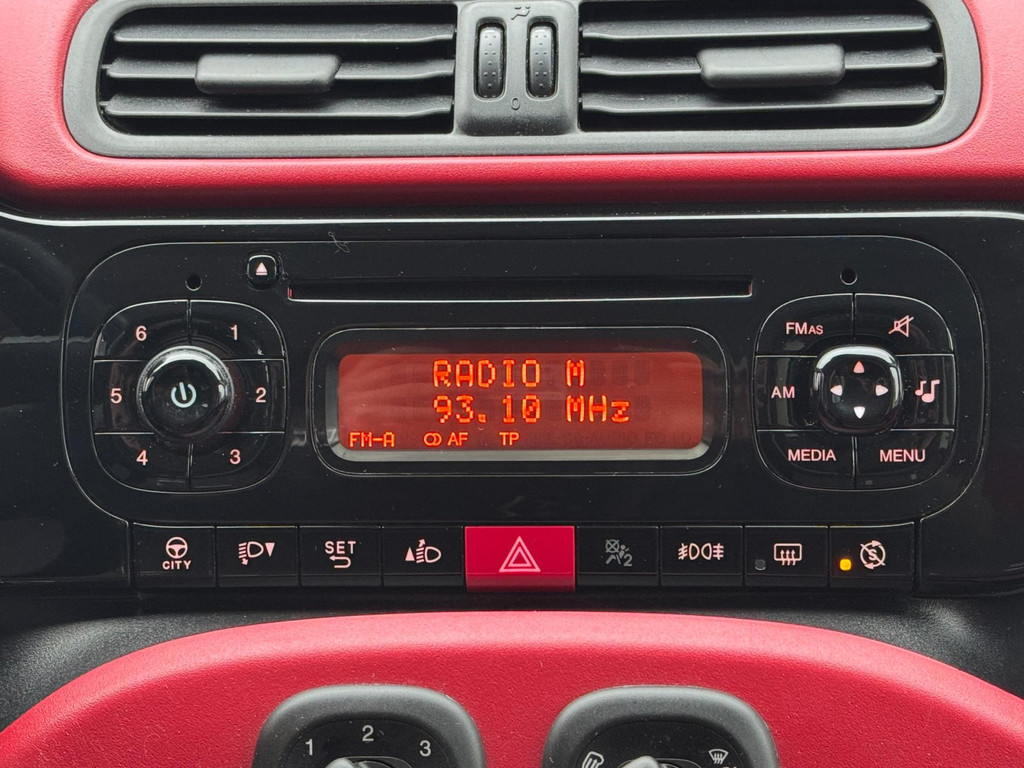 0
6 1
5 2
4 3
RADIO M
93.10 MHz
FM-A AF TP
FMAS
AM
MEDIA MENU
CITY
SET
2
1 2 3